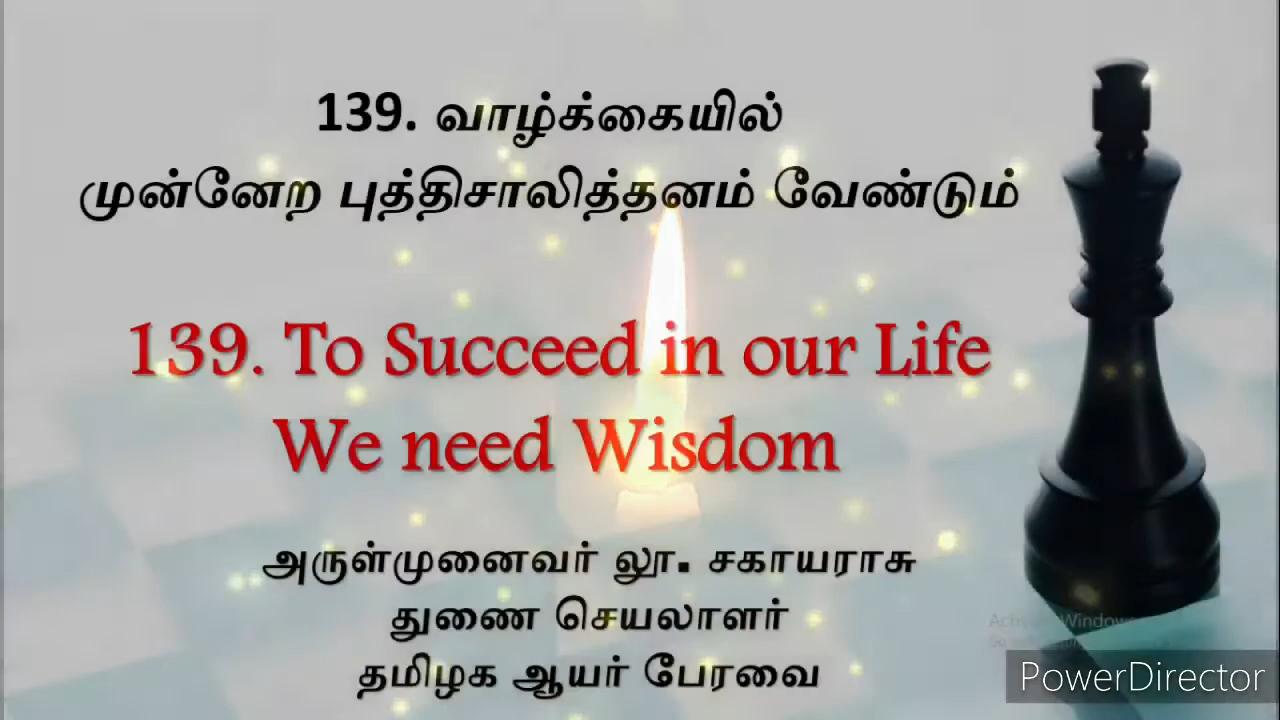 139. வாழ்க்கையில்
முன்னேற புத்திசாலித்தனம் வேண்டும்
139. To Succeed in our Life
We need Wisdom
அருள்முனைவர் லூ. சகாயராசு
துணை செயலாளர்
தமிழக ஆயர் பேரவை
PowerDirector